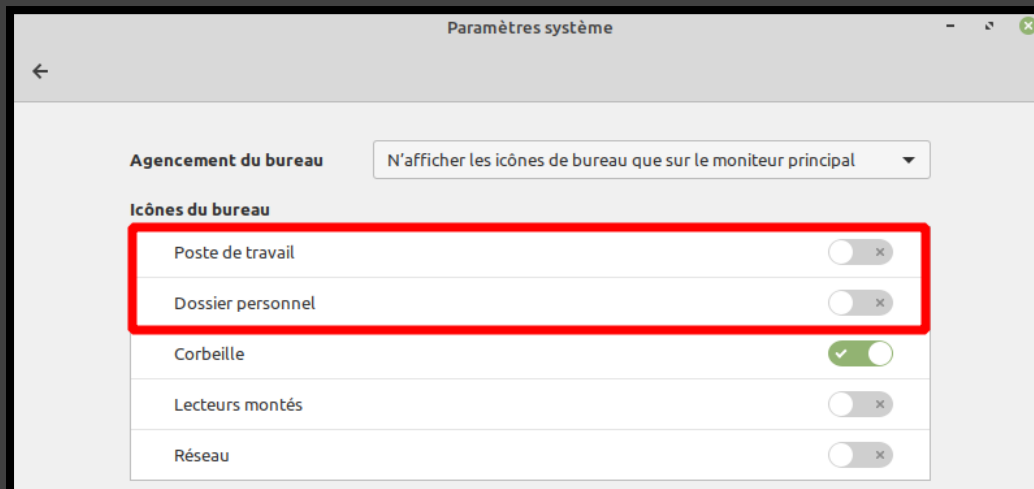 Paramètres système
Agencement du bureau N'afficher les icônes de bureau que sur le moniteur principal
Icônes du bureau
Poste de travail
Dossier personnel
Corbeille
Lecteurs montés
Réseau